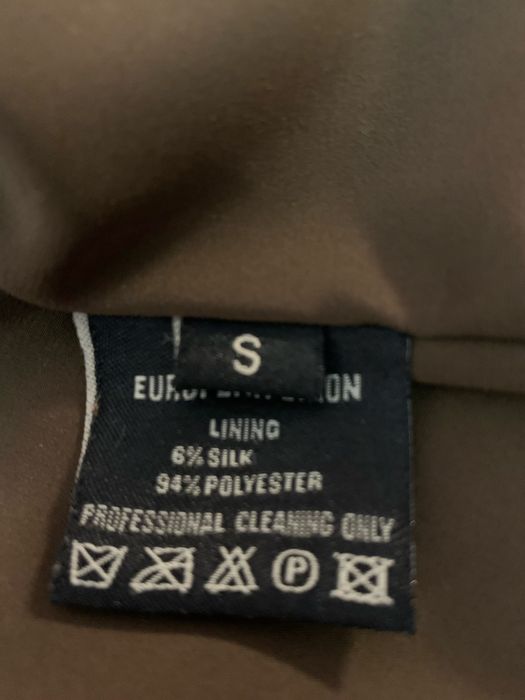 S
LINING
6% SILK
94% POLYESTER
PROFESSIONAL CLEANING ONLY
P